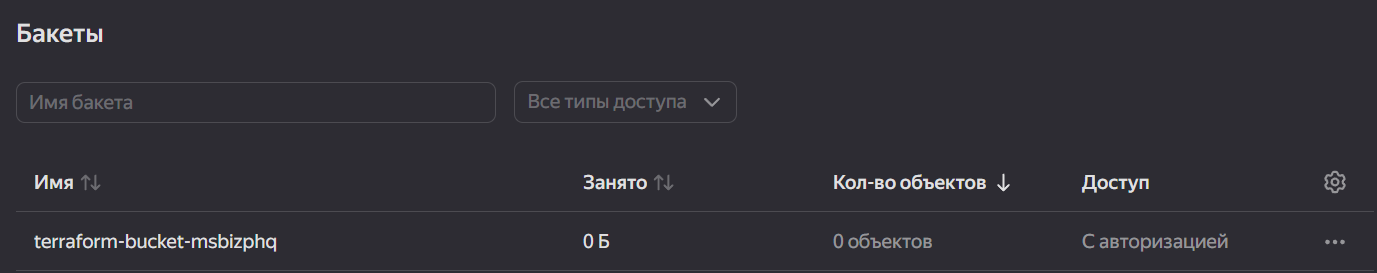 Бакеты
Имя бакета Все типы доступа
Имя Занято Кол-во объектов Доступ
terraform-bucket-msbizphq 0 Б 0 объектов С авторизацией